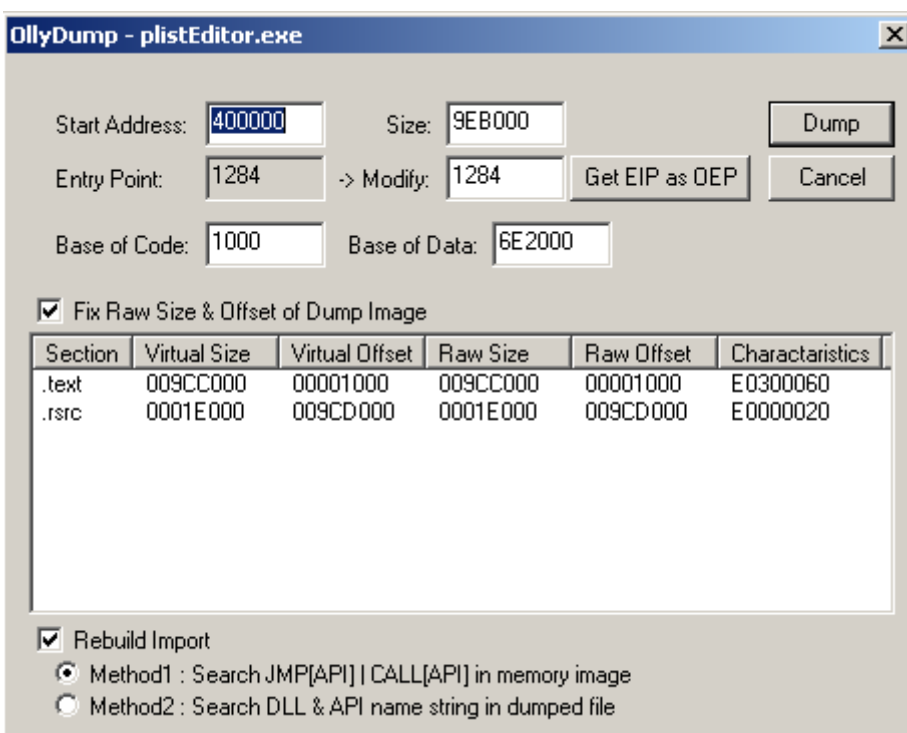 OllyDump - plistEditor.exe
Start Address: 400000 Size: 9EB000 Dump
Entry Point: 1284 -> Modify: 1284 Get EIP as OEP Cancel
Base of Code: 1000 Base of Data: 6E2000
Fix Raw Size & Offset of Dump Image
Section Virtual Size Virtual Offset Raw Size Raw Offset Charactaristics
.text 009CC000 00001000 009CC000 00001000 E0300060
.rsrc 0001E000 009CD000 0001E000 009CD000 E0000020
Rebuild Import
Method1 : Search JMP[API] | CALL[API] in memory image
Method2 : Search DLL & API name string in dumped file